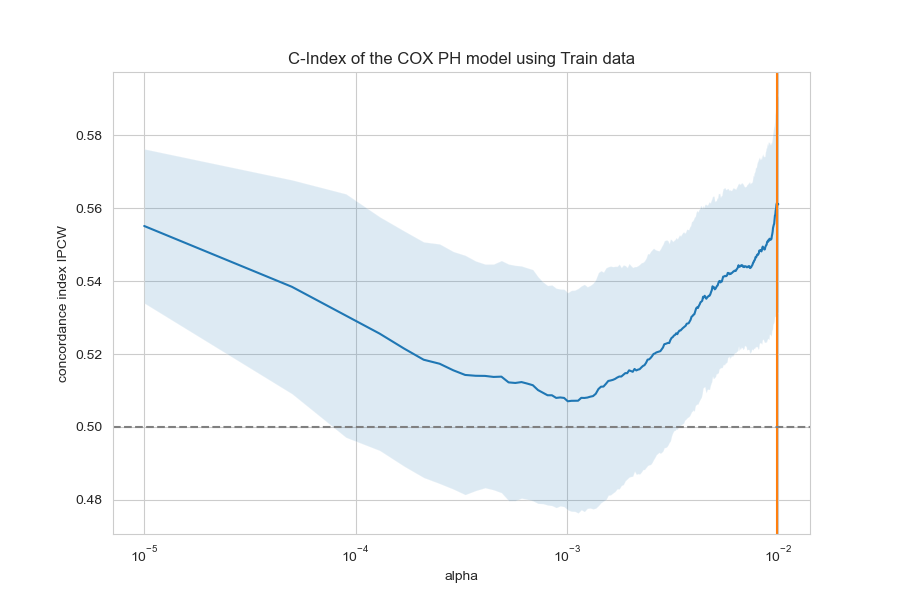 C-Index of the COX PH model using Train data
concordance index IPCW
0.58
0.56
0.54
0.52
0.50
0.48
10⁻⁵ 10⁻⁴ 10⁻³ 10⁻²
alpha